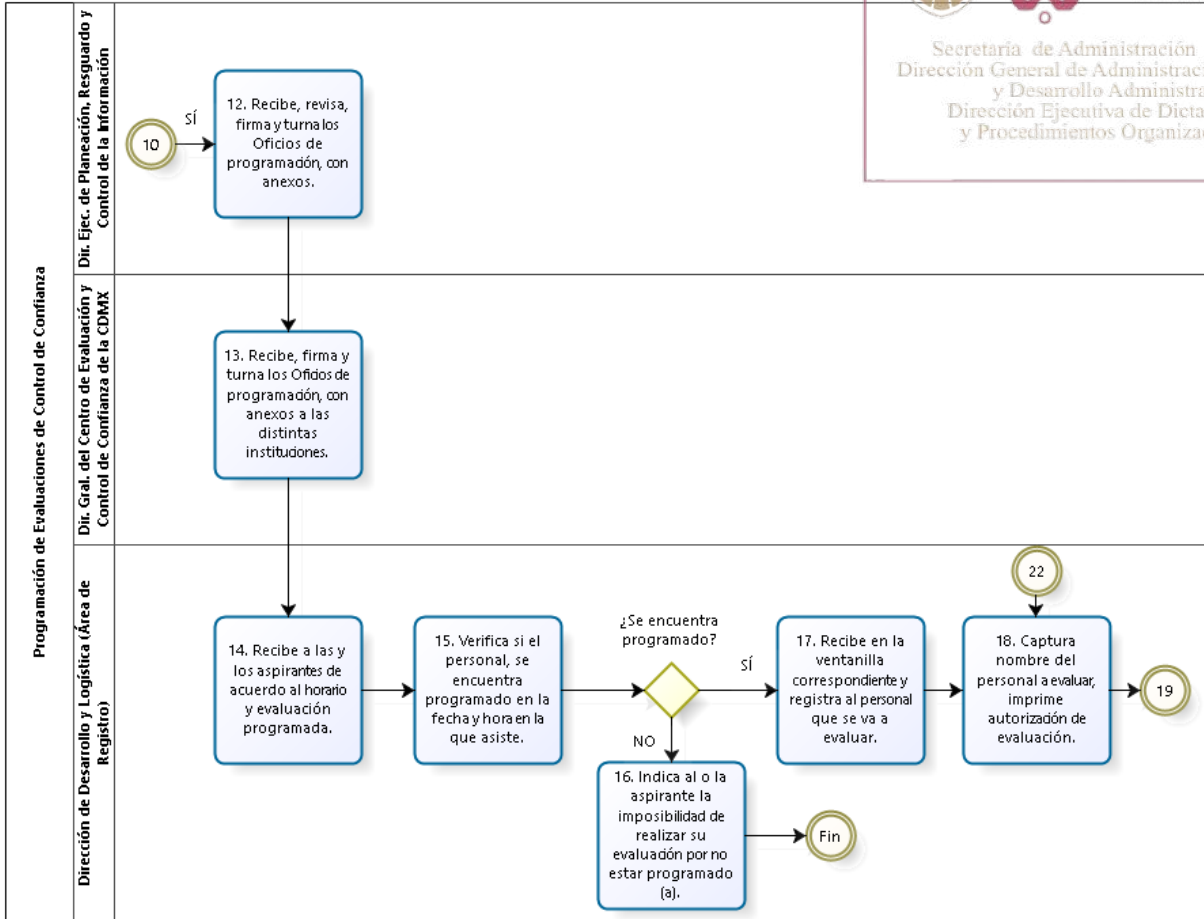 Programación de Evaluaciones de Control de Confianza
Dir. Ejec. de Planeación, Resguardo y
Control de la Información
10
SÍ
12. Recibe, revisa,
firma y turna los
Oficios de
programación, con
anexos.
Secretaría de Administración
Dirección General de Administraci
y Desarrollo Administra
Dirección Ejecutiva de Dicta
y Procedimientos Organiza
Dir. Gral. del Centro de Evaluación y
Control de Confianza de la CDMX
13. Recibe, firma y
turna los Oficios de
programación, con
anexos a las
distintas
instituciones.
Dirección de Desarrollo y Logística (Área de
Registro)
14. Recibe a las y
los aspirantes de
acuerdo al horario
y evaluación
programada.
15. Verifica si el
personal, se
encuentra
programado en la
fecha y hora en la
que asiste.
¿Se encuentra
programado?
SÍ
NO
16. Indica al o la
aspirante la
imposibilidad de
realizar su
evaluación por no
estar programado
(a).
Fin
17. Recibe en la
ventanilla
correspondiente y
registra al personal
que se va a
evaluar.
22
18. Captura
nombre del
personal a evaluar,
imprime
autorización de
evaluación.
19